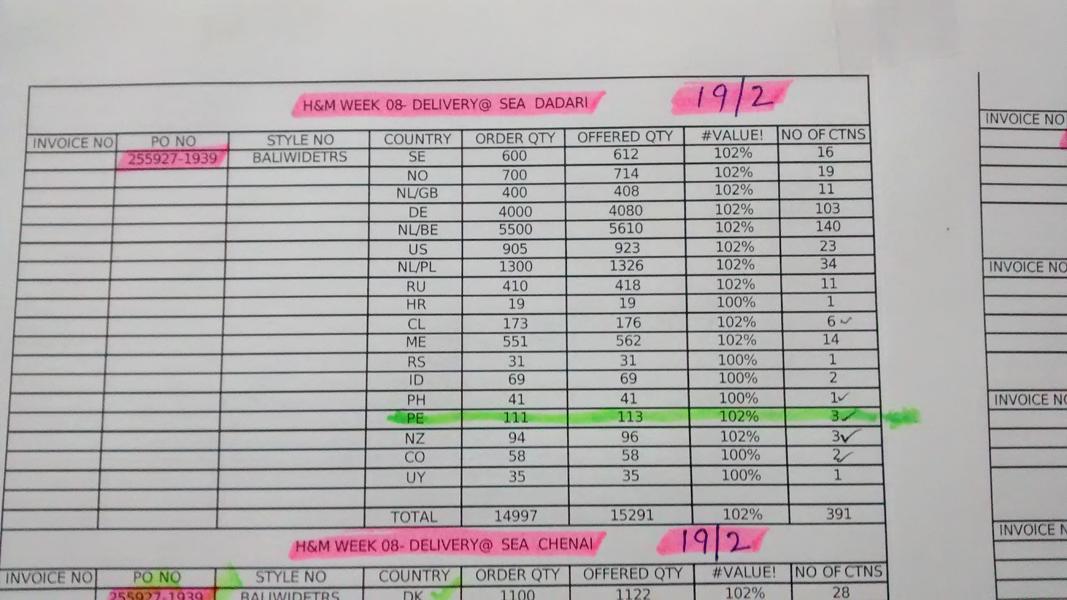 H&M WEEK 08- DELIVERY@ SEA DADARI 19/2
INVOICE NO PO NO STYLE NO COUNTRY ORDER QTY OFFERED QTY #VALUE! NO OF CTNS
255927-1939 BALIWIDETRS SE 600 612 102% 16
NO 700 714 102% 19
NL/GB 400 408 102% 11
DE 4000 4080 102% 103
NL/BE 5500 5610 102% 140
US 905 923 102% 23
NL/PL 1300 1326 102% 34
RU 410 418 102% 11
HR 19 19 100% 1
CL 173 176 102% 6
ME 551 562 102% 14
RS 31 31 100% 1
ID 69 69 100% 2
PH 41 41 100% 1
PE 111 113 102% 3
NZ 94 96 102% 3
CO 58 58 100% 2
UY 35 35 100% 1
TOTAL 14997 15291 102% 391
H&M WEEK 08- DELIVERY@ SEA CHENAI 19/2
INVOICE NO PO NO STYLE NO COUNTRY ORDER QTY OFFERED QTY #VALUE! NO OF CTNS
255927-1939 BALIWIDETRS DK 1100 1122 102% 28
INVOICE NO
INVOICE NO
INVOICE NO
INVOICE NO